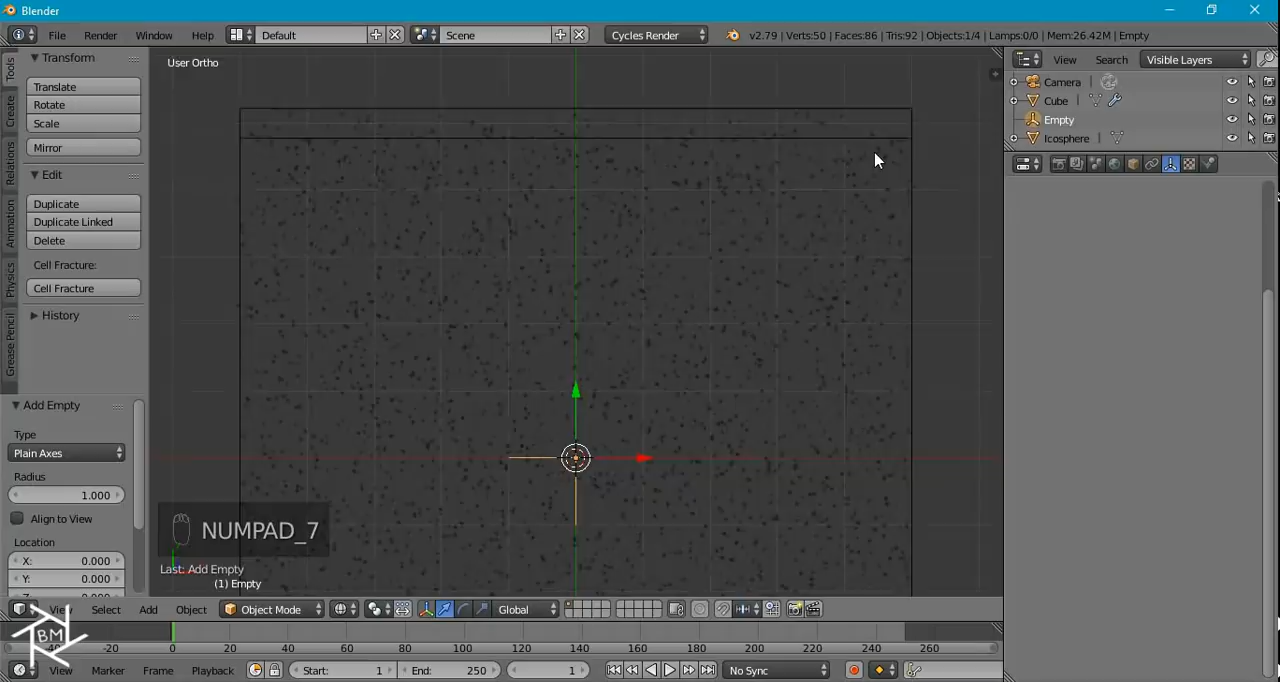 Blender
File Render Window Help Default Scene Cycles Render v2.79 | Verts:50 | Faces:86 | Tris:92 | Objects:1/4 | Lamps:0/0 | Mem:26.42M | Empty
Tools
Create
Relations
Animation
Physics
Grease Pencil
Transform
Translate
Rotate
Scale
Mirror
Edit
Duplicate
Duplicate Linked
Delete
Cell Fracture:
Cell Fracture
History
Add Empty
Type
Plain Axes
Radius
1.000
Align to View
Location
X: 0.000
Y: 0.000
User Ortho
NUMPAD_7
Last: Add Empty
(1) Empty
View Search Visible Layers
Camera
Cube
Empty
Icosphere
Select Add Object Object Mode Global
BM
-20 0 20 40 60 80 100 120 140 160 180 200 220 240 260
View Marker Frame Playback Start: 1 End: 250 1 No Sync